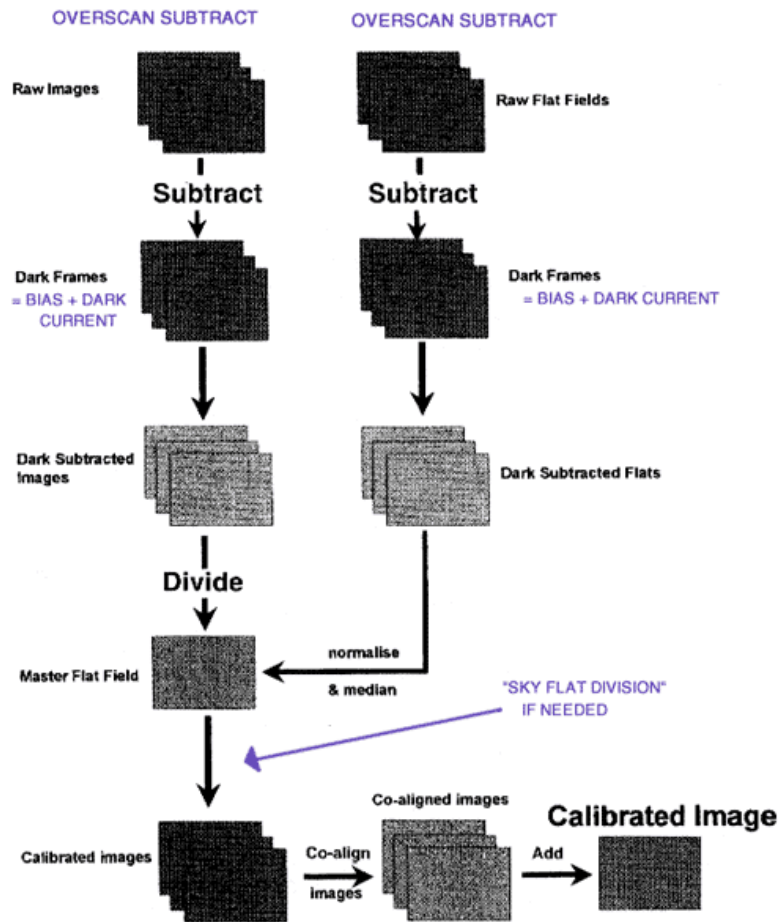 OVERSCAN SUBTRACT
OVERSCAN SUBTRACT
Raw Images
Raw Flat Fields
Subtract
Subtract
Dark Frames
= BIAS + DARK
CURRENT
Dark Frames
= BIAS + DARK CURRENT
Dark Subtracted
Images
Dark Subtracted Flats
Divide
Master Flat Field
normalise
& median
"SKY FLAT DIVISION"
IF NEEDED
Calibrated images
Co-align
images
Co-aligned images
Add
Calibrated Image